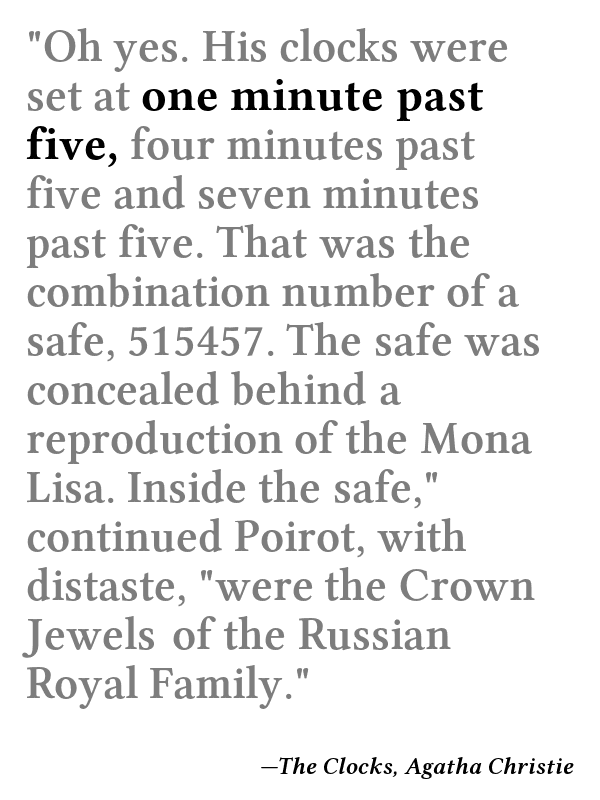 "Oh yes. His clocks were
set at one minute past
five, four minutes past
five and seven minutes
past five. That was the
combination number of a
safe, 515457. The safe was
concealed behind a
reproduction of the Mona
Lisa. Inside the safe,"
continued Poirot, with
distaste, "were the Crown
Jewels of the Russian
Royal Family."
—The Clocks, Agatha Christie